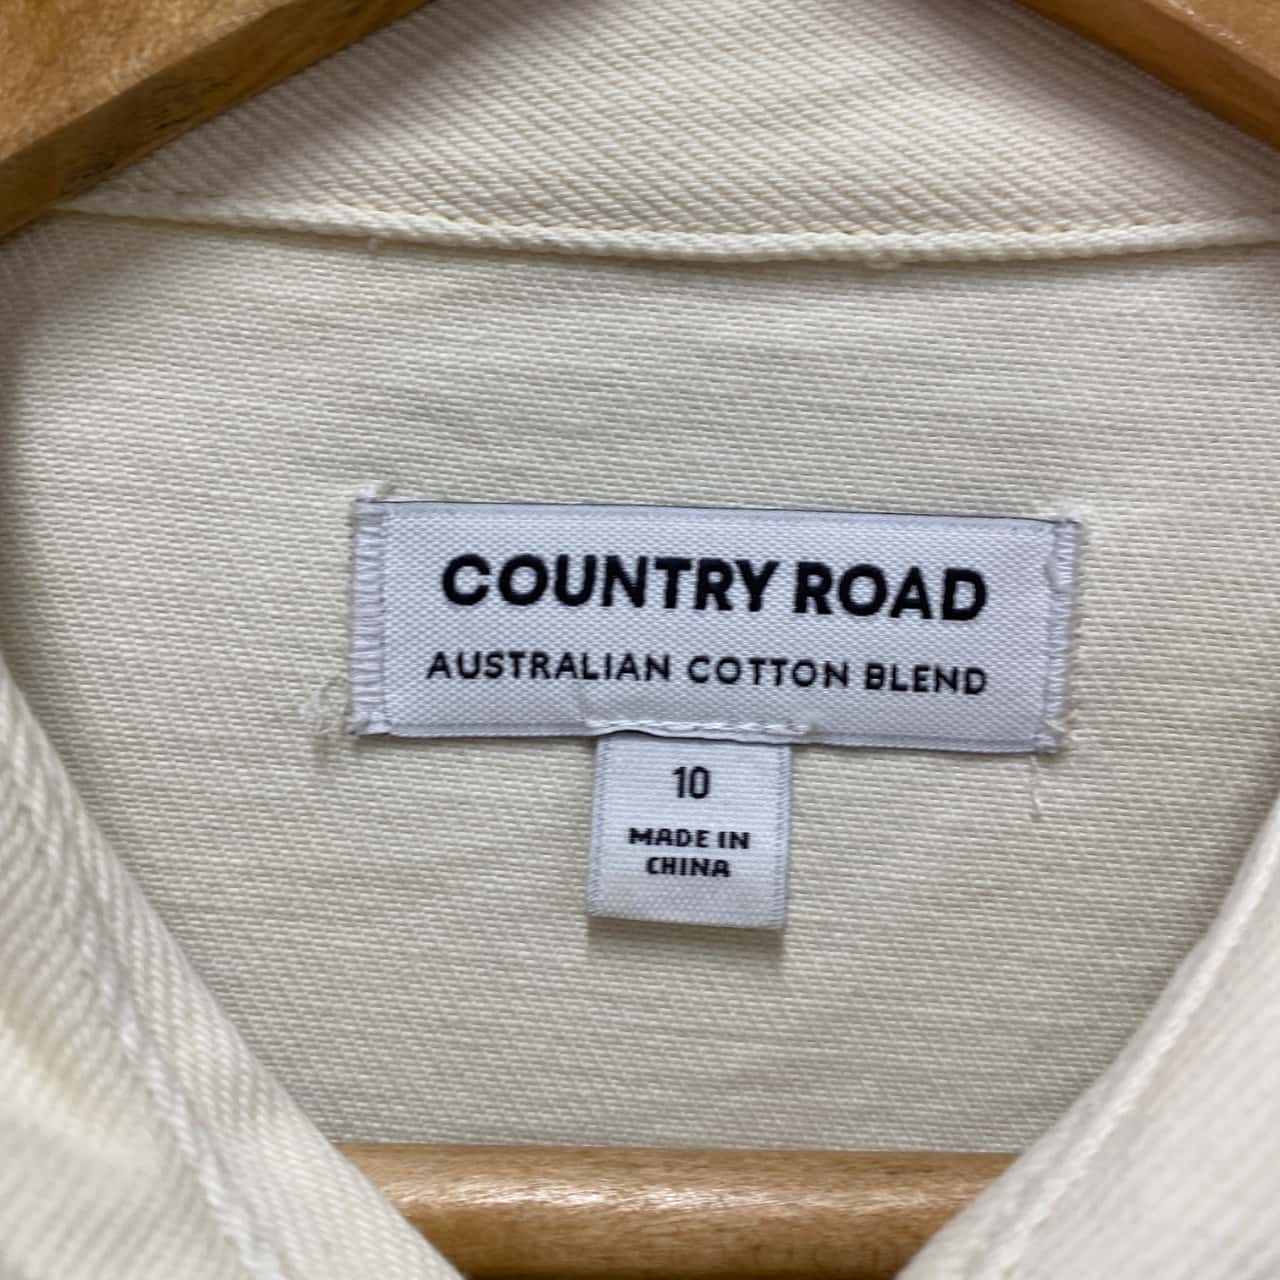 COUNTRY ROAD
AUSTRALIAN COTTON BLEND
10
MADE IN
CHINA